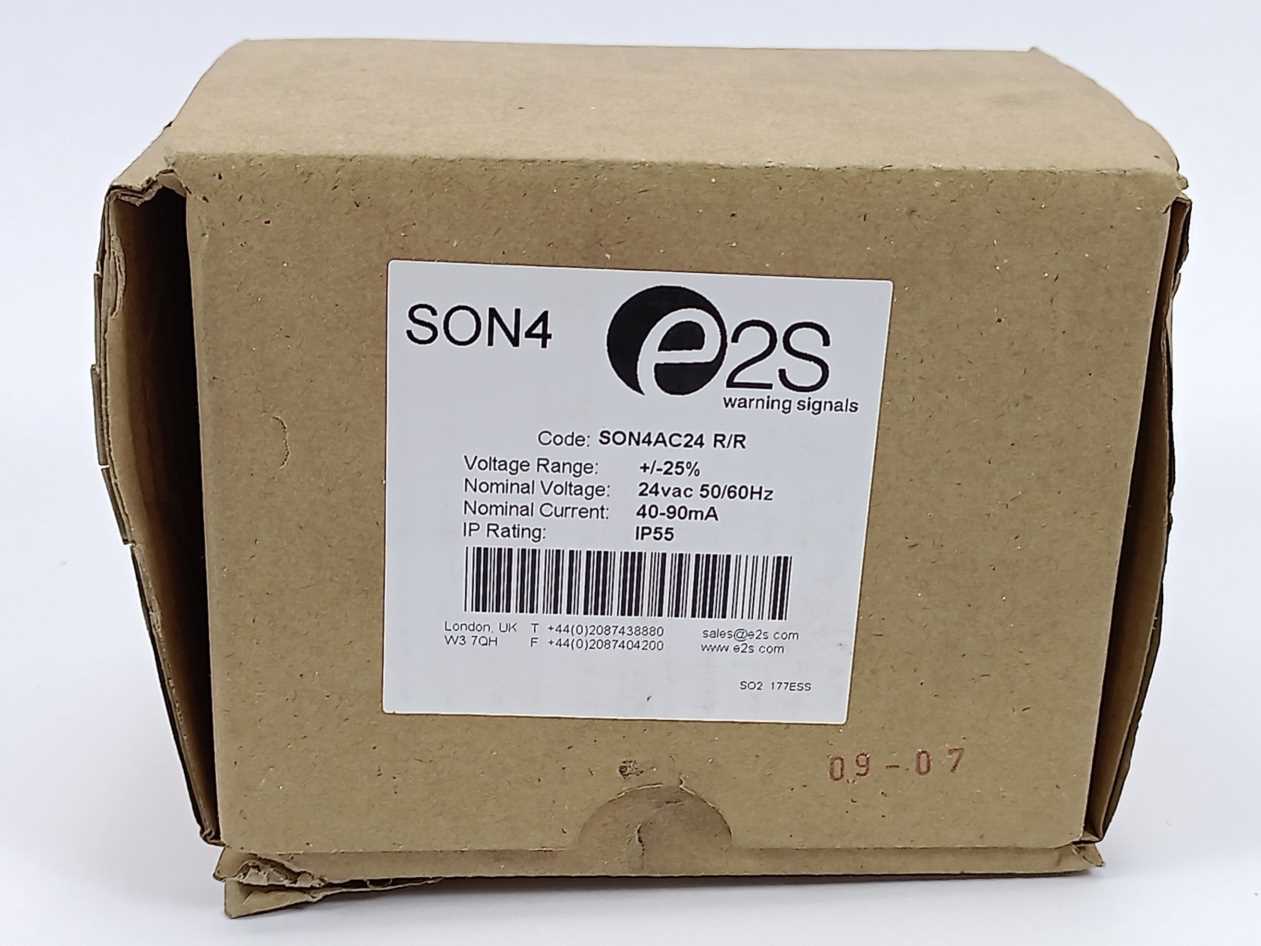 SON4
e2S
warning signals
Code: SON4AC24 R/R
Voltage Range: +/-25%
Nominal Voltage: 24vac 50/60Hz
Nominal Current: 40-90mA
IP Rating: IP55
London, UK T +44(0)2087438880 sales@e2s com
W3 7QH F +44(0)2087404200 www e2s com
SO2 177ESS
09-07